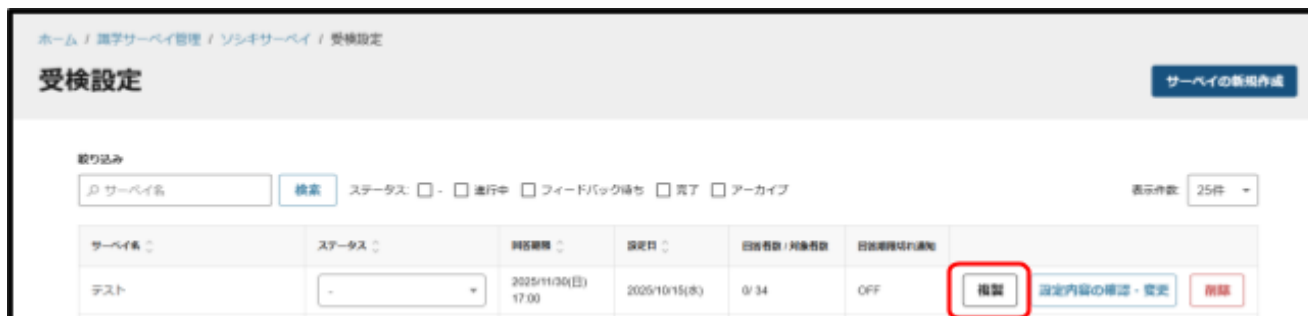 ホーム / 識学サーベイ管理 / ソシキサーベイ / 受検設定
受検設定
サーベイの新規作成
絞り込み
サーベイ名
検索
ステータス: - 進行中 フィードバック待ち 完了 アーカイブ
表示件数 25件
サーベイ名 ステータス 回答期限 設定日 回答者数 / 対象者数 回答期限切れ通知
テスト - 2025/11/30(日) 17:00 2025/10/15(水) 0/ 34 OFF 複製 設定内容の確認・変更 削除